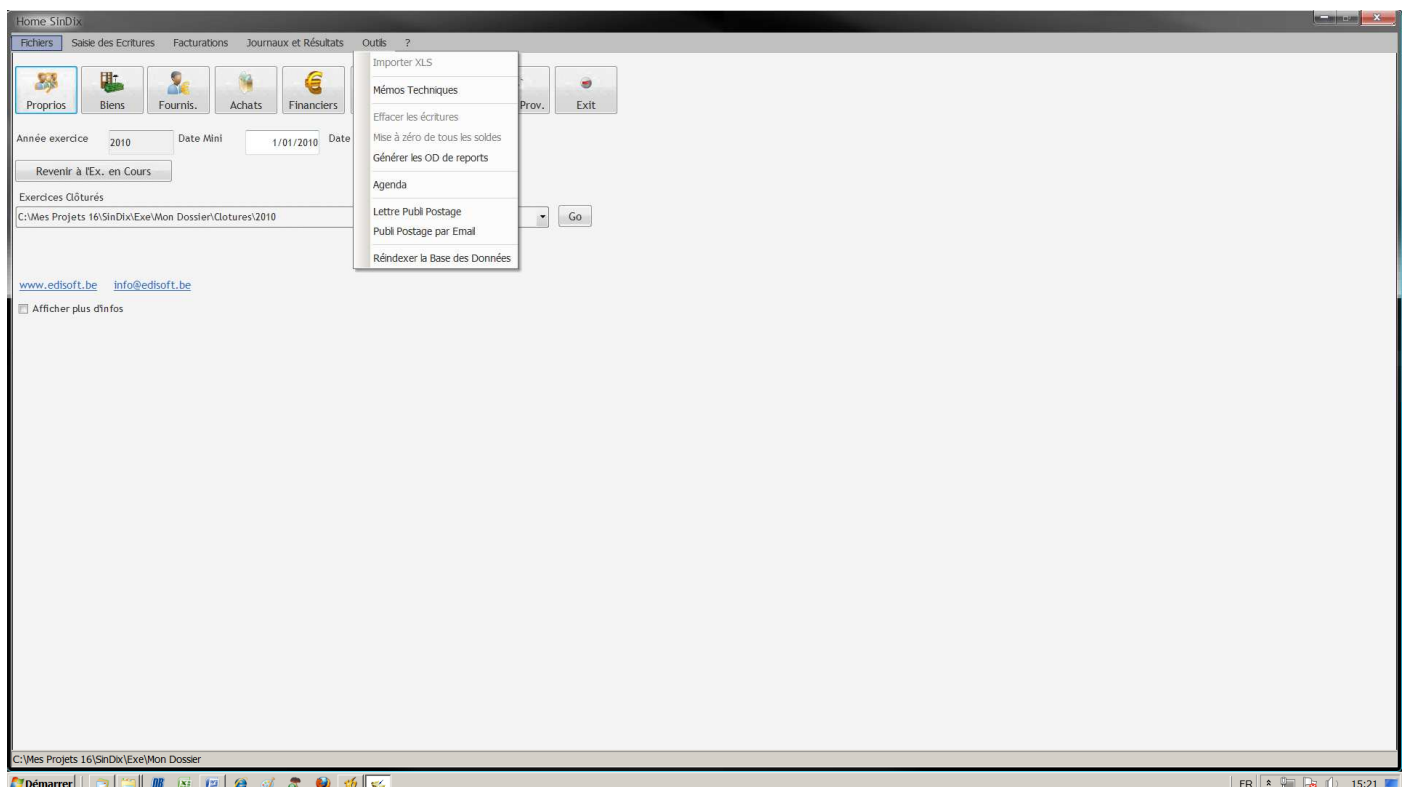 Home SinDix
Fichiers Saisie des Ecritures Facturations Journaux et Résultats Outils ?
Importer XLS
Mémos Techniques
Effacer les écritures
Mise à zéro de tous les soldes
Générer les OD de reports
Agenda
Lettre Publi Postage
Publi Postage par Email
Réindexer la Base des Données
Proprios Biens Fournis. Achats Financiers Prov. Exit
Année exercice 2010 Date Mini 1/01/2010 Date
Revenir à l'Ex. en Cours
Exercices Clôturés
C:\Mes Projets 16\SinDix\Exe\Mon Dossier\Clotures\2010 Go
www.edisoft.be info@edisoft.be
Afficher plus d'infos
C:\Mes Projets 16\SinDix\Exe\Mon Dossier
Démarrer FR 15:21